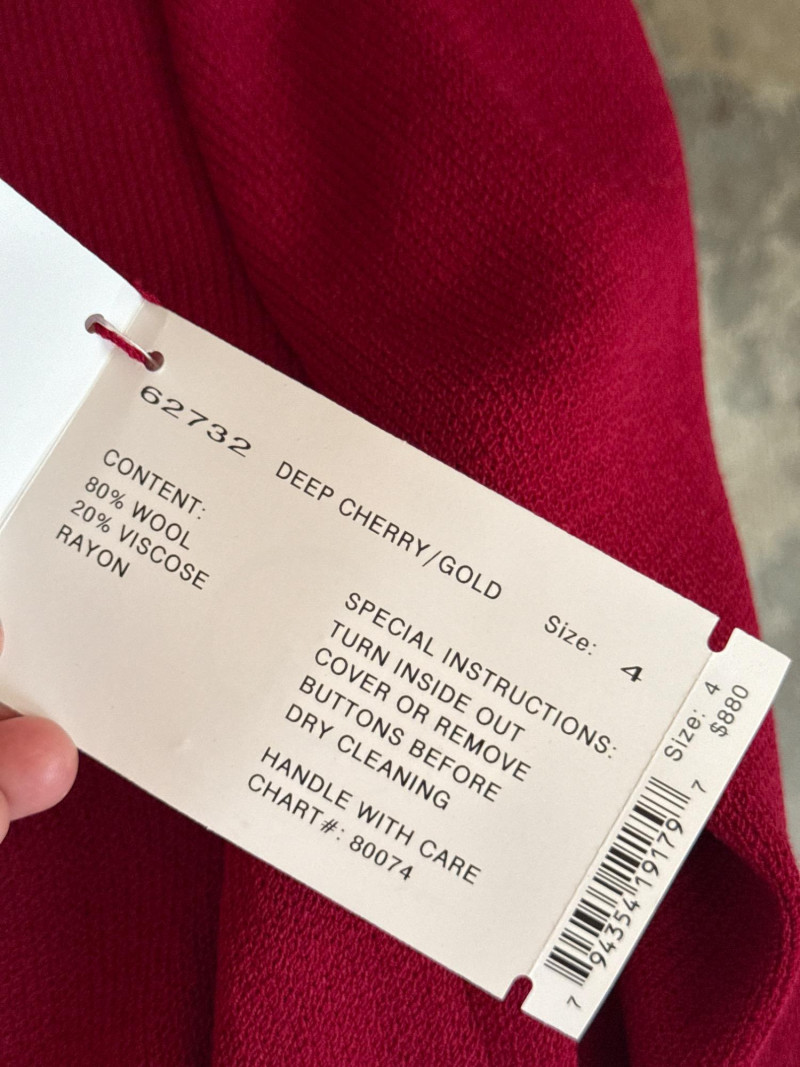 62732
DEEP CHERRY/GOLD
Size: 4
CONTENT:
80% WOOL
20% VISCOSE
RAYON
SPECIAL INSTRUCTIONS:
TURN INSIDE OUT
COVER OR REMOVE
BUTTONS BEFORE
DRY CLEANING
HANDLE WITH CARE
CHART#: 80074
Size: 4
$880
7 94354 19179 7